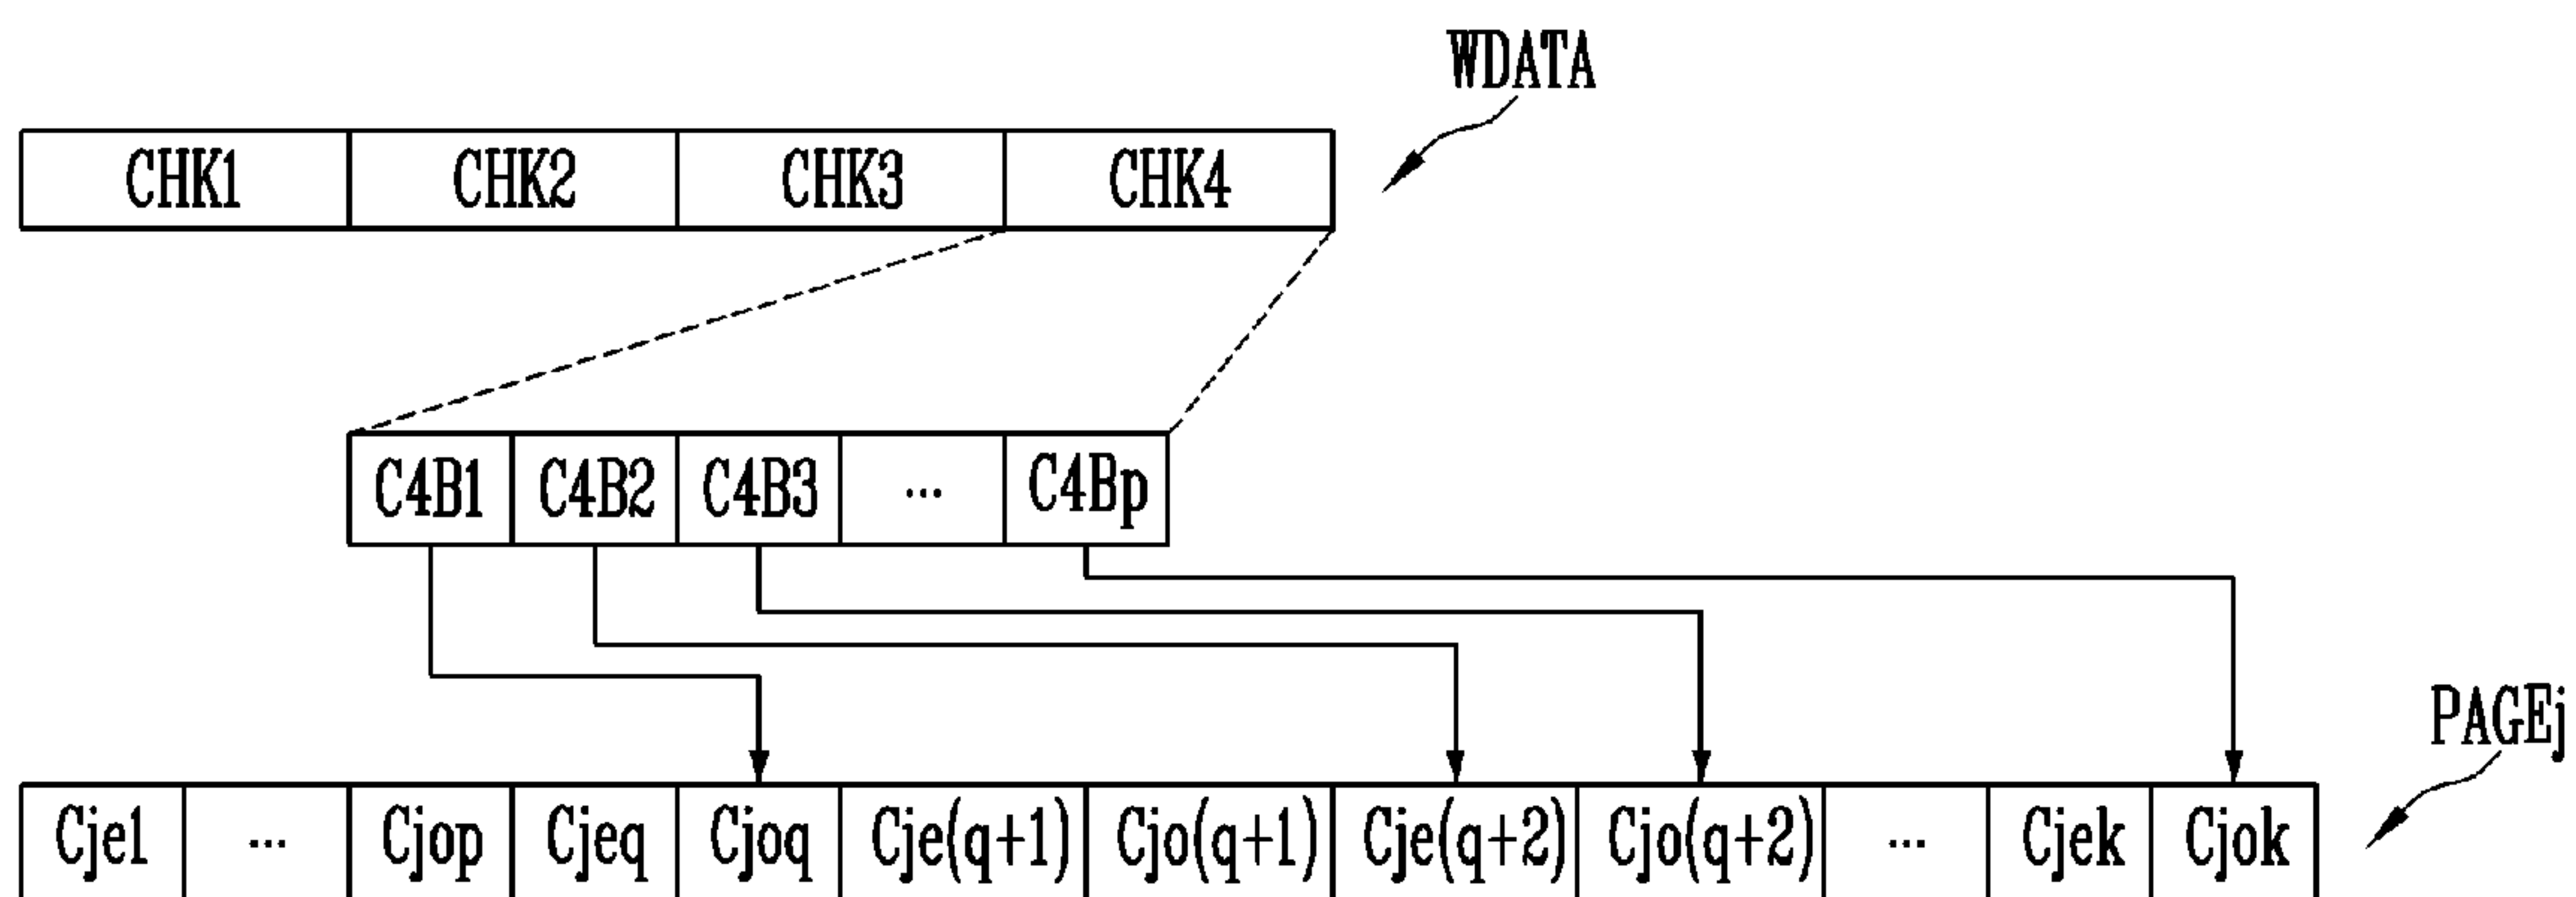 WDATA
CHK1 CHK2 CHK3 CHK4
C4B1 C4B2 C4B3 ... C4Bp
PAGEj
Cje1 ... Cjop Cjeq Cjoq Cje(q+1) Cjo(q+1) Cje(q+2) Cjo(q+2) ... Cjek Cjok